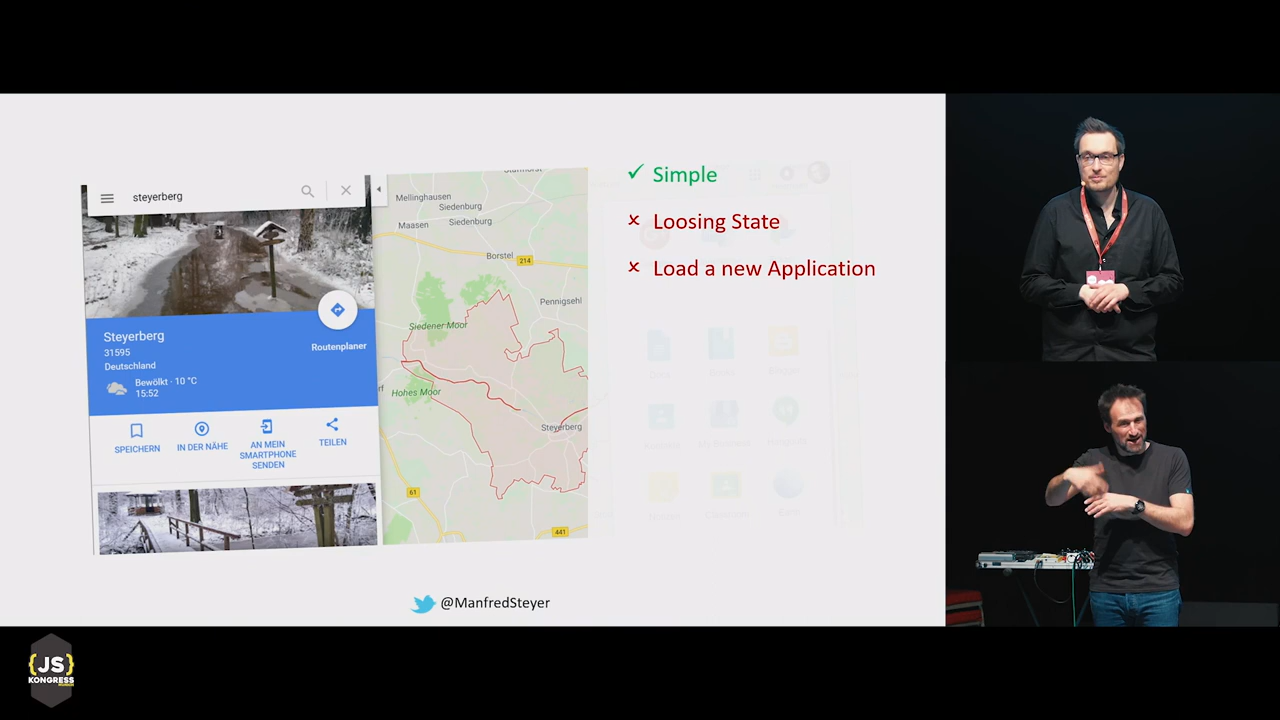 steyerberg
Steyerberg
31595
Deutschland
Bewölkt · 10 °C
15:52
Routenplaner
SPEICHERN
IN DER NÄHE
AN MEIN
SMARTPHONE
SENDEN
TEILEN
Mellinghausen
Siedenburg
Maasen
Siedenburg
Borstel
214
Pennigsehl
Siedener Moor
Hohes Moor
Steyerberg
61
441
Simple
Loosing State
Load a new Application
@ManfredSteyer
{JS}
KONGRESS